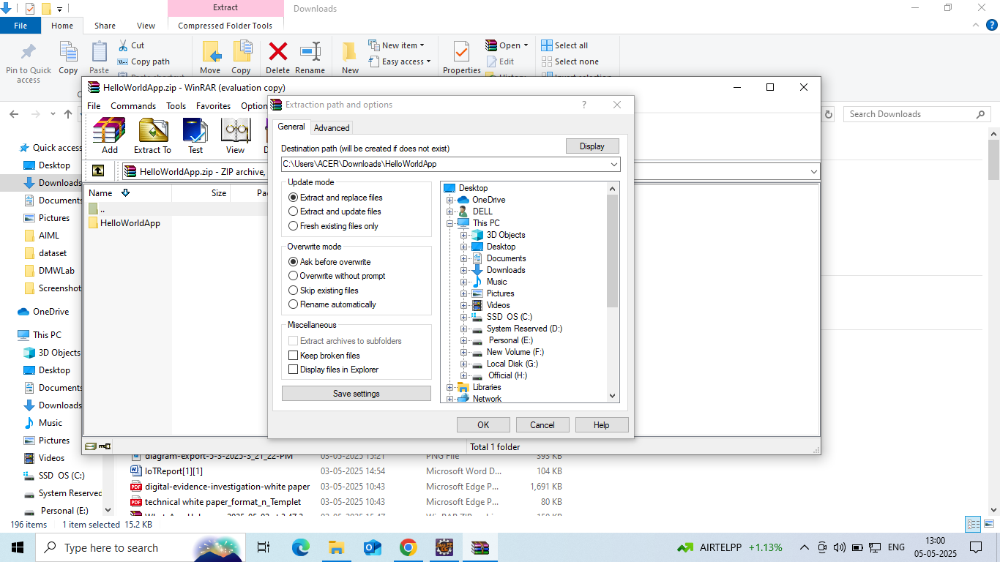 Extract
Downloads
File
Home
Share
View
Compressed Folder Tools
Pin to Quick access
Copy
Paste
Cut
Copy path
Move
Copy
Delete
Rename
New
New item
Easy access
Properties
Open
Edit
Select all
Select none
HelloWorldApp.zip - WinRAR (evaluation copy)
File
Commands
Tools
Favorites
Option
Add
Extract To
Test
View
HelloWorldApp.zip - ZIP archive,
Name
Size
Pa
..
HelloWorldApp
Total 1 folder
Extraction path and options
?
General
Advanced
Destination path (will be created if does not exist)
Display
C:\Users\ACER\Downloads\HelloWorldApp
Update mode
Extract and replace files
Extract and update files
Fresh existing files only
Overwrite mode
Ask before overwrite
Overwrite without prompt
Skip existing files
Rename automatically
Miscellaneous
Extract archives to subfolders
Keep broken files
Display files in Explorer
Save settings
Desktop
OneDrive
DELL
This PC
3D Objects
Desktop
Documents
Downloads
Music
Pictures
Videos
SSD OS (C:)
System Reserved (D:)
Personal (E:)
New Volume (F:)
Local Disk (G:)
Official (H:)
Libraries
Network
OK
Cancel
Help
Search Downloads
Quick access
Desktop
Downloads
Documents
Pictures
AIML
dataset
DMWLab
Screenshot
OneDrive
This PC
3D Objects
Desktop
Documents
Downloads
Music
Pictures
Videos
SSD OS (C:)
System Reserved
Personal (E:)
diagram-export-5-3-2025-3_21_22-PM 03-05-2025 15:21 PNG File 393 KB
IoTReport[1][1] 03-05-2025 14:54 Microsoft Word D... 104 KB
digital-evidence-investigation-white paper 03-05-2025 10:43 Microsoft Edge P... 1,691 KB
technical white paper_format_n_Templet 03-05-2025 10:43 Microsoft Edge P... 80 KB
196 items
1 item selected 15.2 KB
Type here to search
AIRTELPP +1.13%
ENG
13:00
05-05-2025